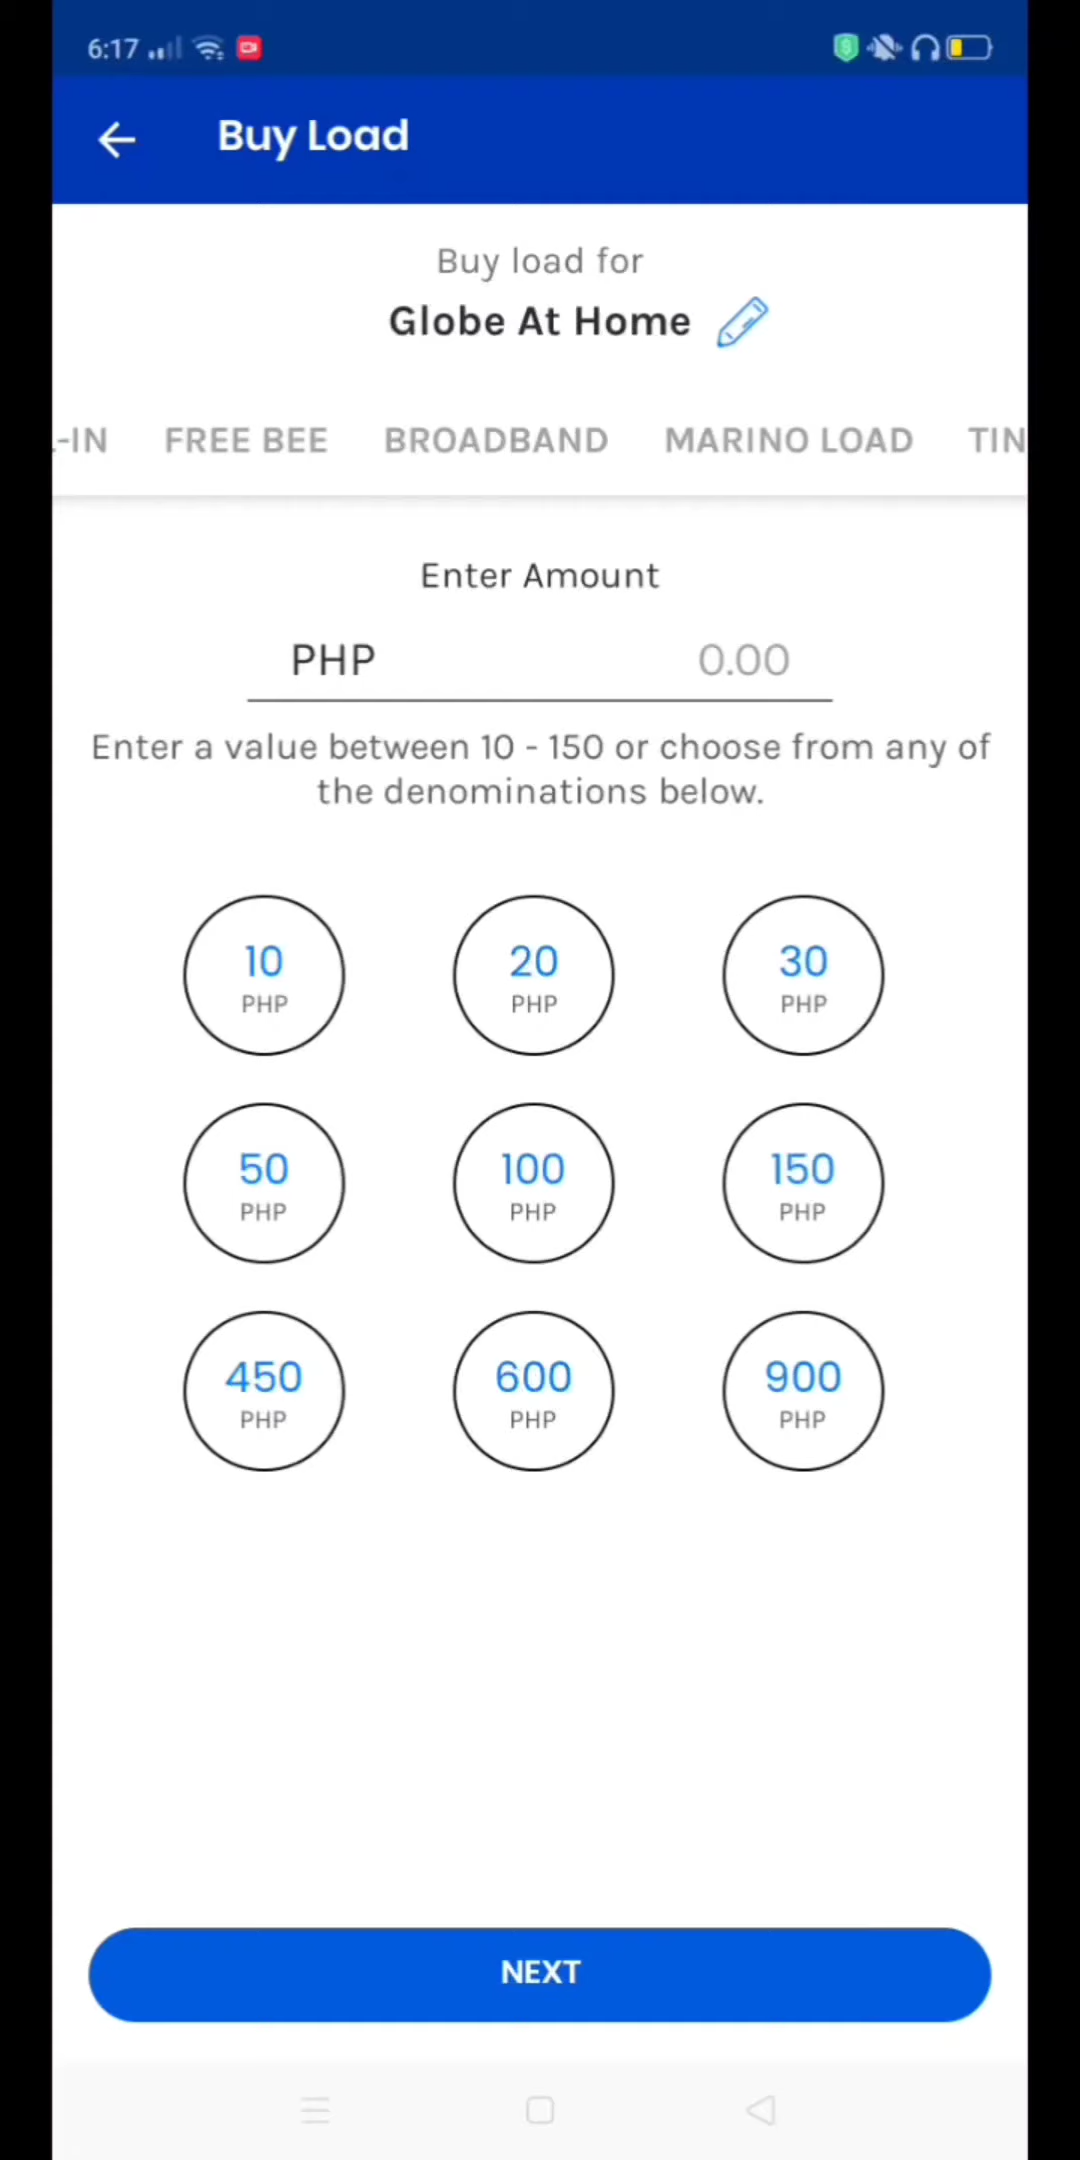 6:17
Buy Load
Buy load for
Globe At Home
-IN FREE BEE BROADBAND MARINO LOAD TIN
Enter Amount
PHP 0.00
Enter a value between 10 - 150 or choose from any of
the denominations below.
10 20 30
PHP PHP PHP
50 100 150
PHP PHP PHP
450 600 900
PHP PHP PHP
NEXT